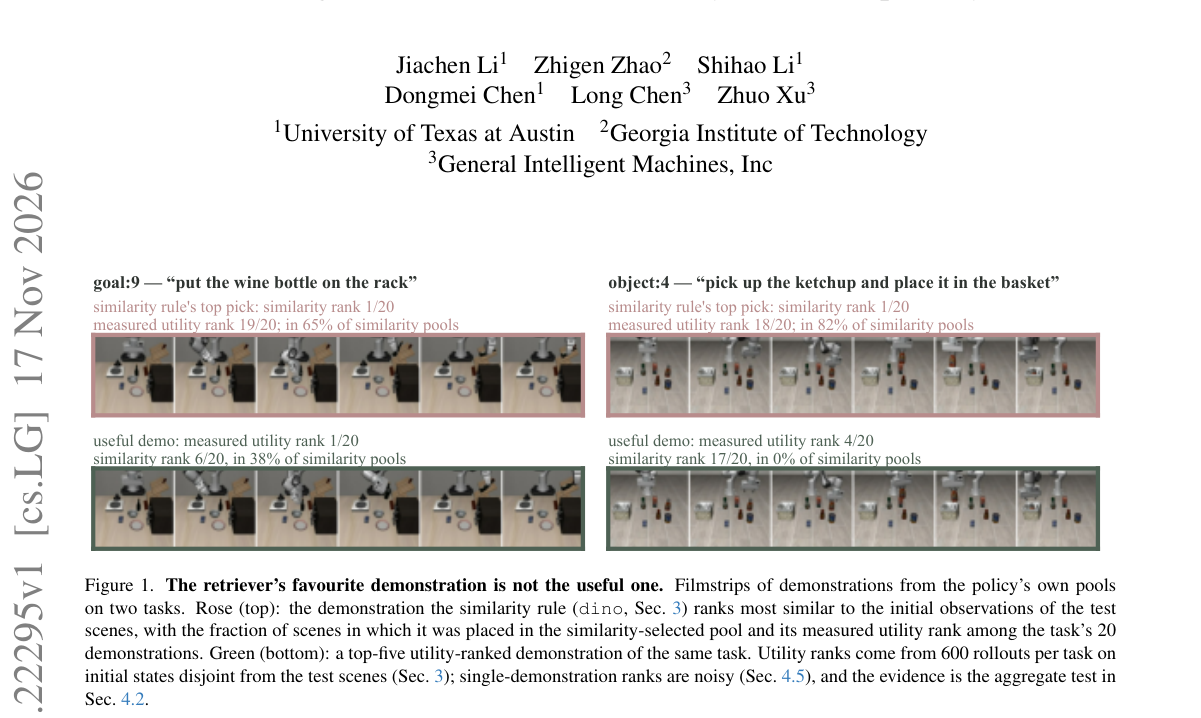 Jiachen Li1 Zhigen Zhao2 Shihao Li1
Dongmei Chen1 Long Chen3 Zhuo Xu3
1University of Texas at Austin 2Georgia Institute of Technology
3General Intelligent Machines, Inc
.22295v1 [cs.LG] 17 Nov 2026
goal:9 — “put the wine bottle on the rack”
similarity rule's top pick: similarity rank 1/20
measured utility rank 19/20; in 65% of similarity pools
useful demo: measured utility rank 1/20
similarity rank 6/20, in 38% of similarity pools
object:4 — “pick up the ketchup and place it in the basket”
similarity rule's top pick: similarity rank 1/20
measured utility rank 18/20; in 82% of similarity pools
useful demo: measured utility rank 4/20
similarity rank 17/20, in 0% of similarity pools
Figure 1. The retriever’s favourite demonstration is not the useful one. Filmstrips of demonstrations from the policy’s own pools
on two tasks. Rose (top): the demonstration the similarity rule (dino, Sec. 3) ranks most similar to the initial observations of the test
scenes, with the fraction of scenes in which it was placed in the similarity-selected pool and its measured utility rank among the task’s 20
demonstrations. Green (bottom): a top-five utility-ranked demonstration of the same task. Utility ranks come from 600 rollouts per task on
initial states disjoint from the test scenes (Sec. 3); single-demonstration ranks are noisy (Sec. 4.5), and the evidence is the aggregate test in
Sec. 4.2.